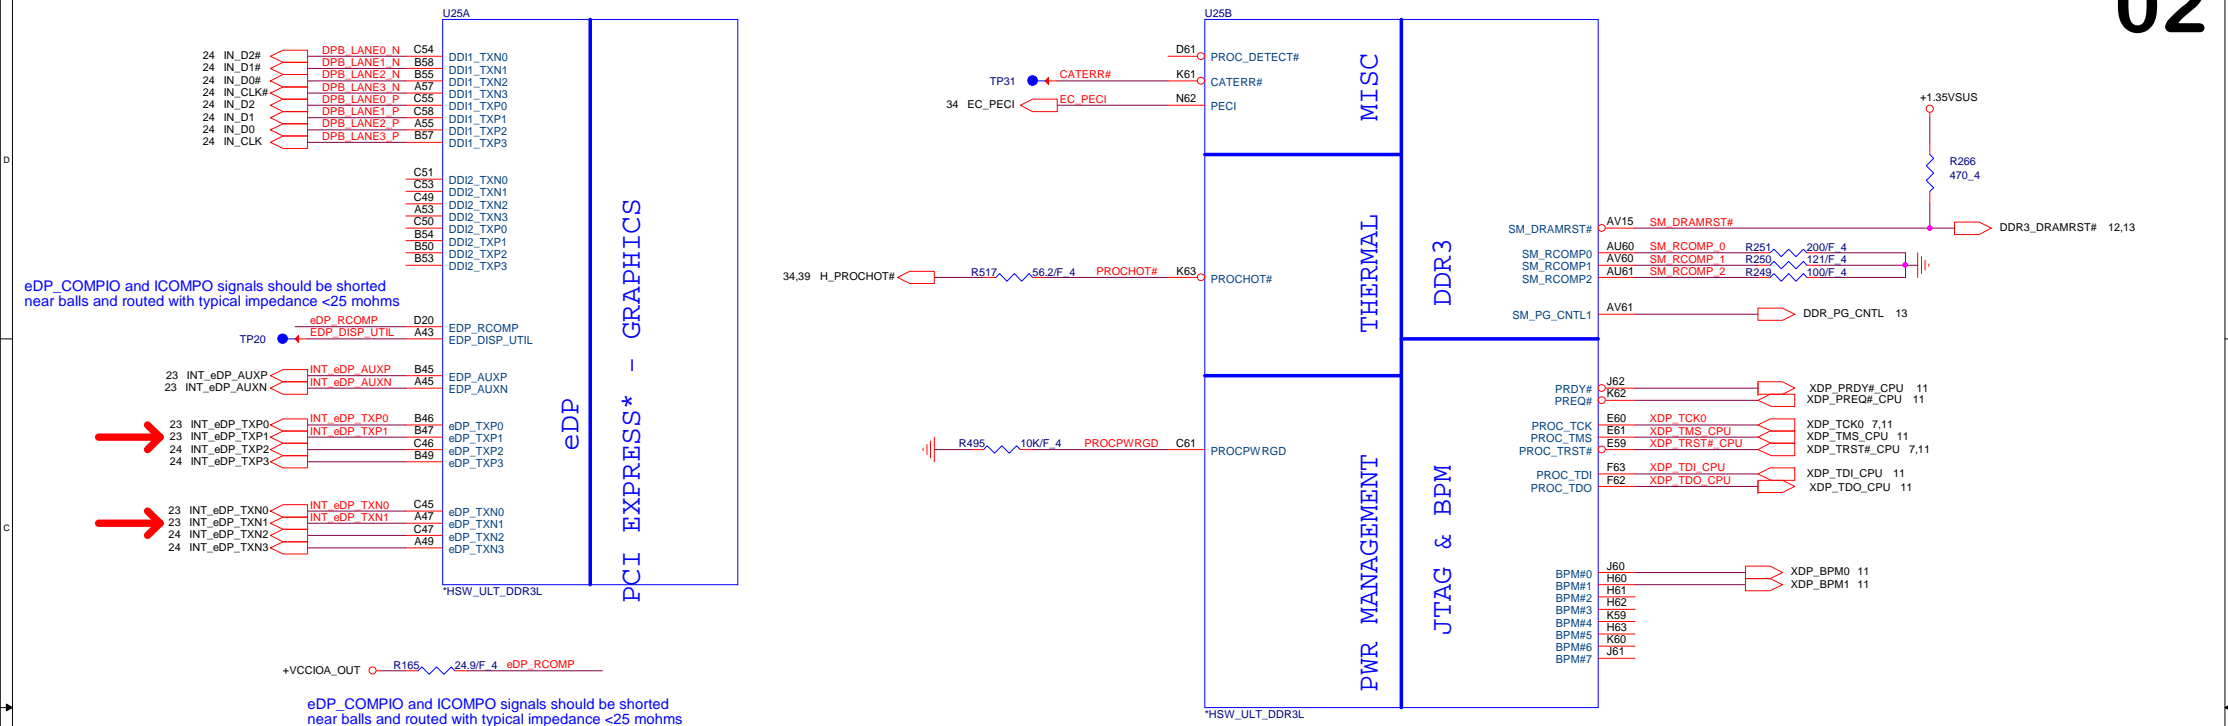 02
U25A
24 IN_D2# DPB_LANE0_N C54 DDI1_TXN0
24 IN_D1# DPB_LANE1_N B58 DDI1_TXN1
24 IN_D0# DPB_LANE2_N B55 DDI1_TXN2
24 IN_CLK# DPB_LANE3_N A57 DDI1_TXN3
24 IN_D2 DPB_LANE0_P C55 DDI1_TXP0
24 IN_D1 DPB_LANE1_P C58 DDI1_TXP1
24 IN_D0 DPB_LANE2_P A55 DDI1_TXP2
24 IN_CLK DPB_LANE3_P B57 DDI1_TXP3
C51 DDI2_TXN0
C53 DDI2_TXN1
C49 DDI2_TXN2
A53 DDI2_TXN3
C50 DDI2_TXP0
B54 DDI2_TXP1
B50 DDI2_TXP2
B53 DDI2_TXP3
eDP_COMPIO and ICOMPO signals should be shorted
near balls and routed with typical impedance <25 mohms
eDP_RCOMP D20 EDP_RCOMP
TP20 EDP_DISP_UTIL A43 EDP_DISP_UTIL
23 INT_eDP_AUXP INT_eDP_AUXP B45 EDP_AUXP
23 INT_eDP_AUXN INT_eDP_AUXN A45 EDP_AUXN
23 INT_eDP_TXP0 INT_eDP_TXP0 B46 eDP_TXP0
23 INT_eDP_TXP1 INT_eDP_TXP1 B47 eDP_TXP1
24 INT_eDP_TXP2 C46 eDP_TXP2
24 INT_eDP_TXP3 B49 eDP_TXP3
23 INT_eDP_TXN0 INT_eDP_TXN0 C45 eDP_TXN0
23 INT_eDP_TXN1 INT_eDP_TXN1 A47 eDP_TXN1
24 INT_eDP_TXN2 C47 eDP_TXN2
24 INT_eDP_TXN3 A49 eDP_TXN3
eDP
PCI EXPRESS* - GRAPHICS
*HSW_ULT_DDR3L
+VCCIOA_OUT R165 24.9/F_4 eDP_RCOMP
eDP_COMPIO and ICOMPO signals should be shorted
near balls and routed with typical impedance <25 mohms
D
C
U25B
D61 PROC_DETECT#
TP31 CATERR# K61 CATERR#
34 EC_PECI EC_PECI N62 PECI
MISC
34,39 H_PROCHOT# R517 56.2/F_4 PROCHOT# K63 PROCHOT#
THERMAL
R495 10K/F_4 PROCPWRGD C61 PROCPWRGD
PWR MANAGEMENT
DDR3
JTAG & BPM
+1.35VSUS
R266
470_4
SM_DRAMRST# AV15 SM_DRAMRST# DDR3_DRAMRST# 12,13
SM_RCOMP0 AU60 SM_RCOMP_0 R251 200/F_4
SM_RCOMP1 AV60 SM_RCOMP_1 R250 121/F_4
SM_RCOMP2 AU61 SM_RCOMP_2 R249 100/F_4
SM_PG_CNTL1 AV61 DDR_PG_CNTL 13
PRDY# J62 XDP_PRDY#_CPU 11
PREQ# K62 XDP_PREQ#_CPU 11
PROC_TCK E60 XDP_TCK0 XDP_TCK0 7,11
PROC_TMS E61 XDP_TMS_CPU XDP_TMS_CPU 11
PROC_TRST# E59 XDP_TRST#_CPU XDP_TRST#_CPU 7,11
PROC_TDI F63 XDP_TDI_CPU XDP_TDI_CPU 11
PROC_TDO F62 XDP_TDO_CPU XDP_TDO_CPU 11
BPM#0 J60 XDP_BPM0 11
BPM#1 H60 XDP_BPM1 11
BPM#2 H61
BPM#3 H62
BPM#4 K59
BPM#5 H63
BPM#6 K60
BPM#7 J61
*HSW_ULT_DDR3L